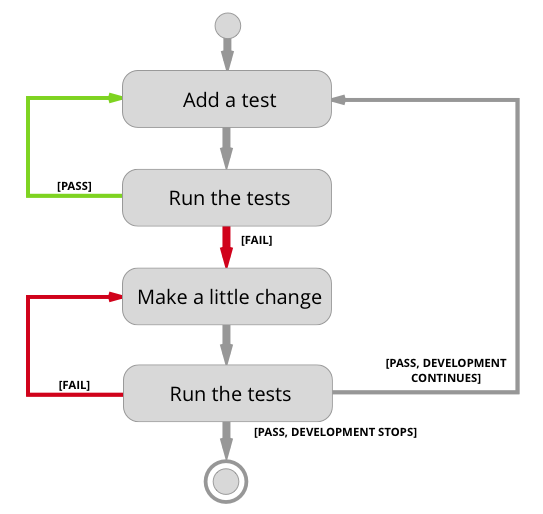 Add a test
[PASS]
Run the tests
[FAIL]
Make a little change
[PASS, DEVELOPMENT
CONTINUES]
[FAIL]
Run the tests
[PASS, DEVELOPMENT STOPS]